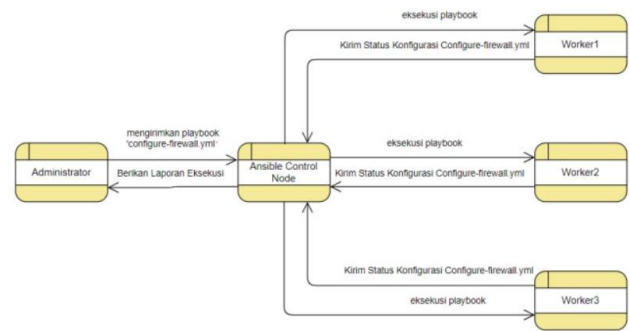 eksekusi playbook
Kirim Status Konfigurasi Configure-firewall.yml
Worker1
mengirimkan playbook
'configure-firewall.yml'
Administrator
Berikan Laporan Eksekusi
Ansible Control
Node
eksekusi playbook
Kirim Status Konfigurasi Configure-firewall.yml
Worker2
Kirim Status Konfigurasi Configure-firewall.yml
eksekusi playbook
Worker3